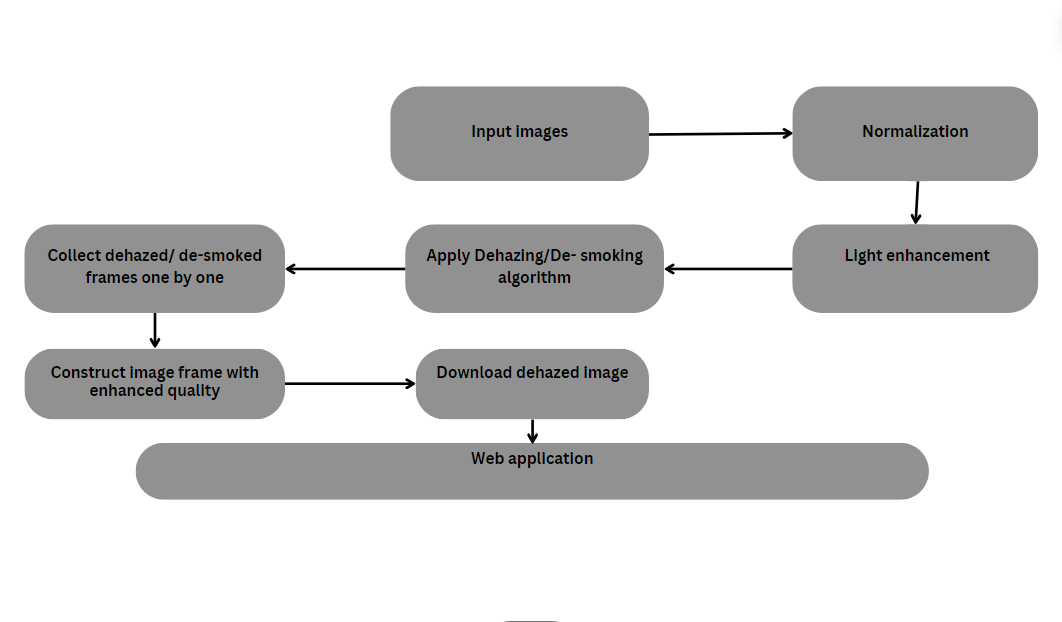 Input images
Normalization
Light enhancement
Apply Dehazing/De- smoking
algorithm
Collect dehazed/ de-smoked
frames one by one
Construct image frame with
enhanced quality
Download dehazed image
Web application